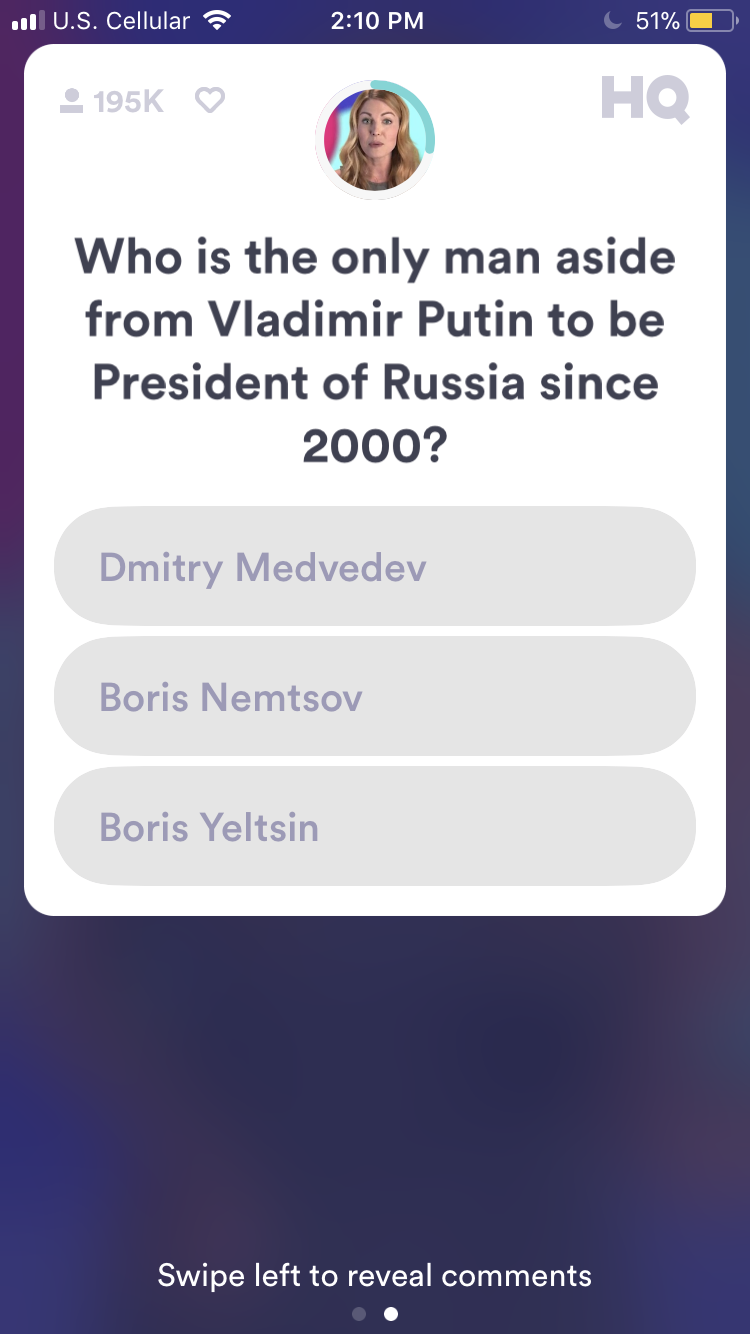 U.S. Cellular 2:10 PM 51%
195K HQ
Who is the only man aside
from Vladimir Putin to be
President of Russia since
2000?
Dmitry Medvedev
Boris Nemtsov
Boris Yeltsin
Swipe left to reveal comments